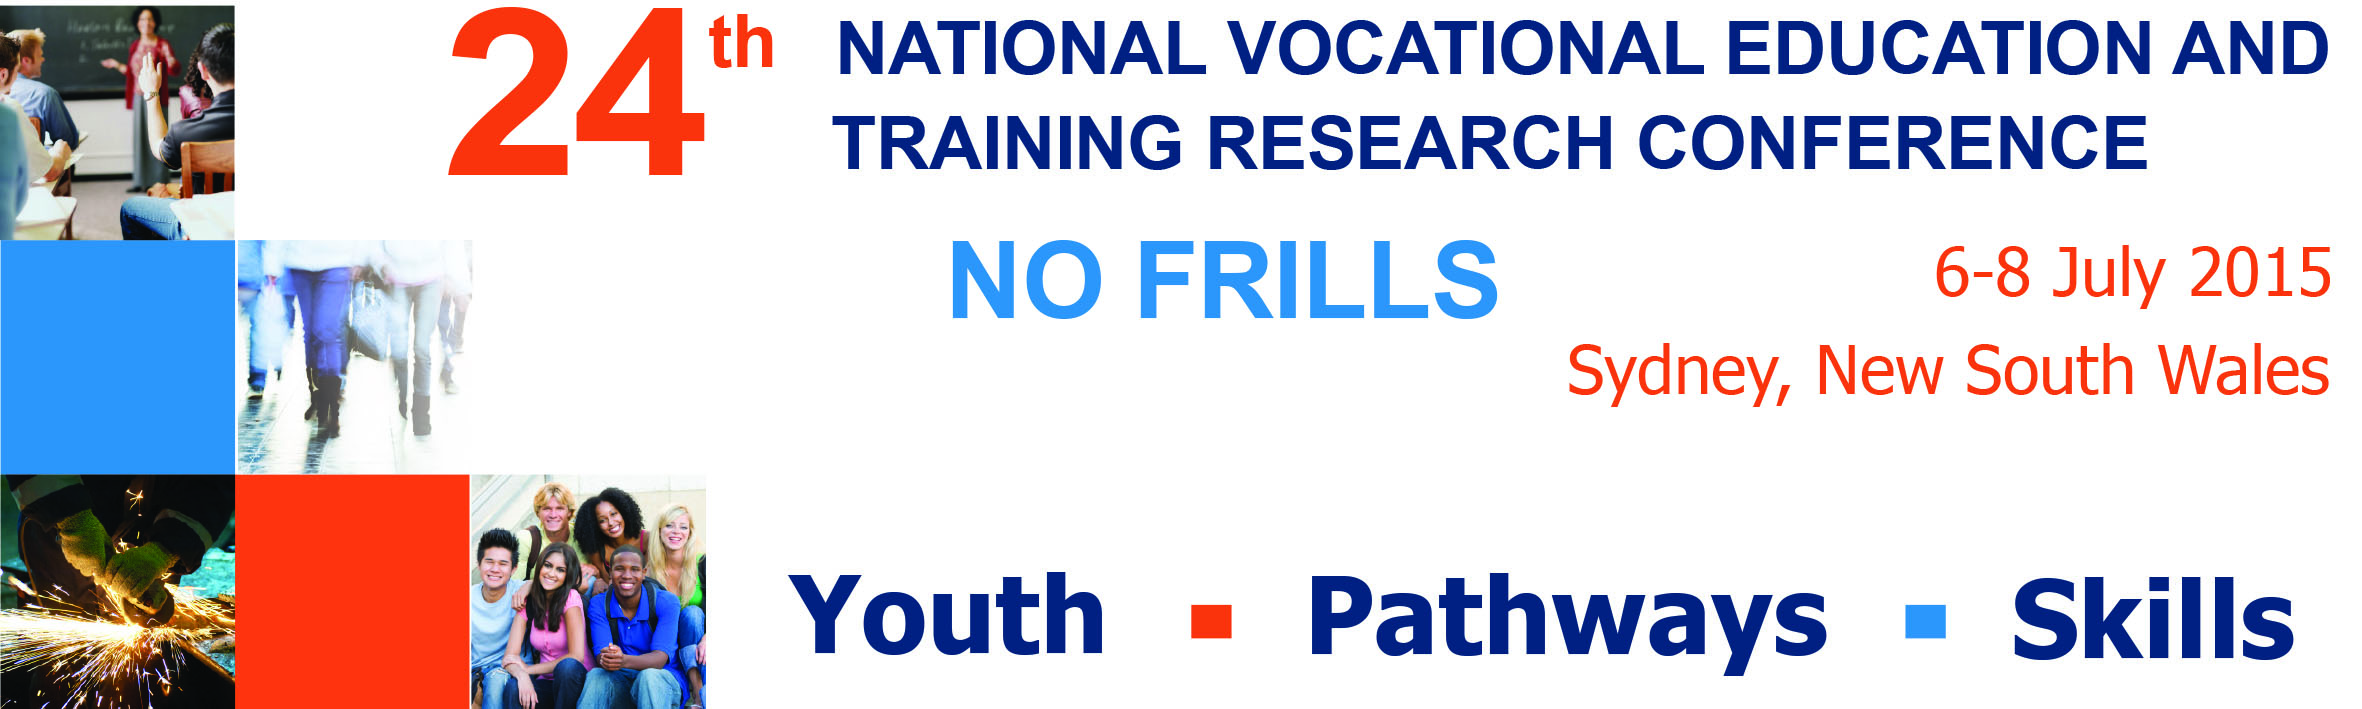 24th
NATIONAL VOCATIONAL EDUCATION AND
TRAINING RESEARCH CONFERENCE
NO FRILLS
6-8 July 2015
Sydney, New South Wales
Youth - Pathways - Skills